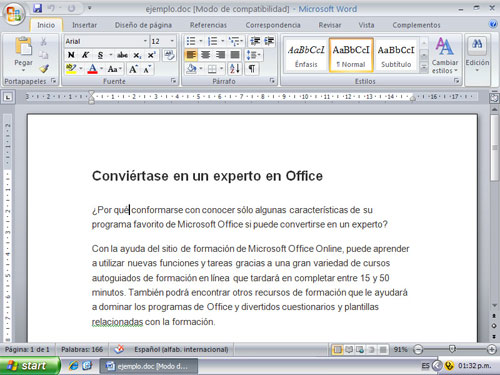 ejemplo.doc [Modo de compatibilidad] - Microsoft Word
Inicio Insertar Diseño de página Referencias Correspondencia Revisar Vista Complementos
Pegar
Portapapeles
Arial 12
Fuente
Párrafo
AaBbCcI AaBbCcI AaBbCcI
Énfasis ¶ Normal Subtítulo
Cambiar estilos
Estilos
Edición
Conviértase en un experto en Office
¿Por qué conformarse con conocer sólo algunas características de su
programa favorito de Microsoft Office si puede convertirse en un experto?
Con la ayuda del sitio de formación de Microsoft Office Online, puede aprender
a utilizar nuevas funciones y tareas gracias a una gran variedad de cursos
autoguiados de formación en línea que tardará en completar entre 15 y 50
minutos. También podrá encontrar otros recursos de formación que le ayudará
a dominar los programas de Office y divertidos cuestionarios y plantillas
relacionadas con la formación.
Página: 1 de 1 Palabras: 166 Español (alfab. internacional) 91%
start ejemplo.doc [Modo d... ES 01:32 p.m.